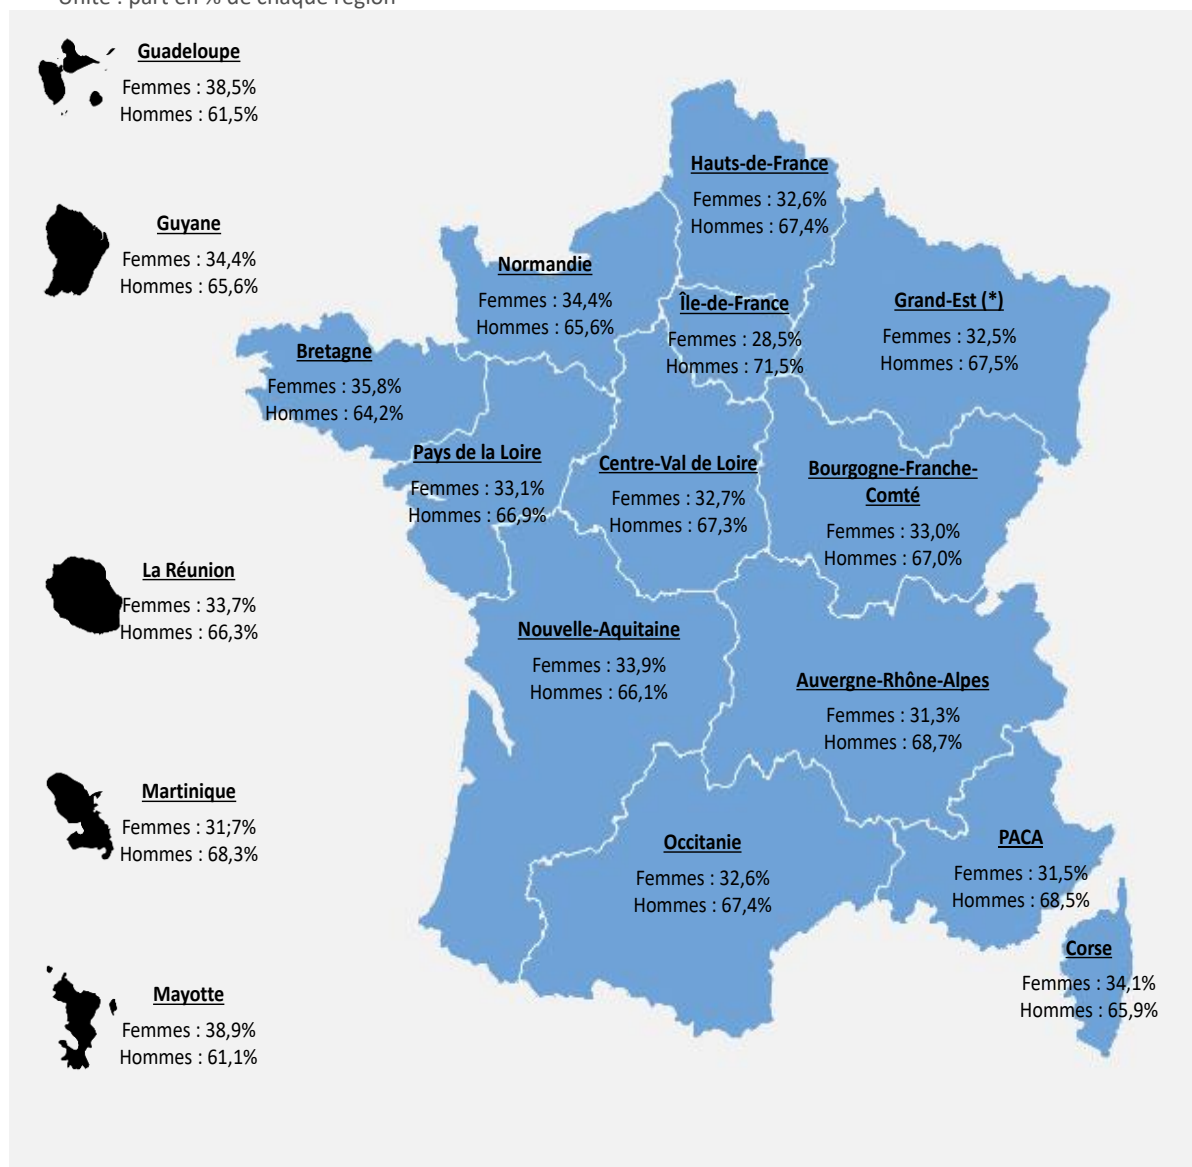 Unité : part en % de chaque région
Guadeloupe
Femmes : 38,5%
Hommes : 61,5%
Guyane
Femmes : 34,4%
Hommes : 65,6%
La Réunion
Femmes : 33,7%
Hommes : 66,3%
Martinique
Femmes : 31;7%
Hommes : 68,3%
Mayotte
Femmes : 38,9%
Hommes : 61,1%
Hauts-de-France
Femmes : 32,6%
Hommes : 67,4%
Normandie
Femmes : 34,4%
Hommes : 65,6%
Île-de-France
Femmes : 28,5%
Hommes : 71,5%
Grand-Est (*)
Femmes : 32,5%
Hommes : 67,5%
Bretagne
Femmes : 35,8%
Hommes : 64,2%
Pays de la Loire
Femmes : 33,1%
Hommes : 66,9%
Centre-Val de Loire
Femmes : 32,7%
Hommes : 67,3%
Bourgogne-Franche-
Comté
Femmes : 33,0%
Hommes : 67,0%
Nouvelle-Aquitaine
Femmes : 33,9%
Hommes : 66,1%
Auvergne-Rhône-Alpes
Femmes : 31,3%
Hommes : 68,7%
Occitanie
Femmes : 32,6%
Hommes : 67,4%
PACA
Femmes : 31,5%
Hommes : 68,5%
Corse
Femmes : 34,1%
Hommes : 65,9%